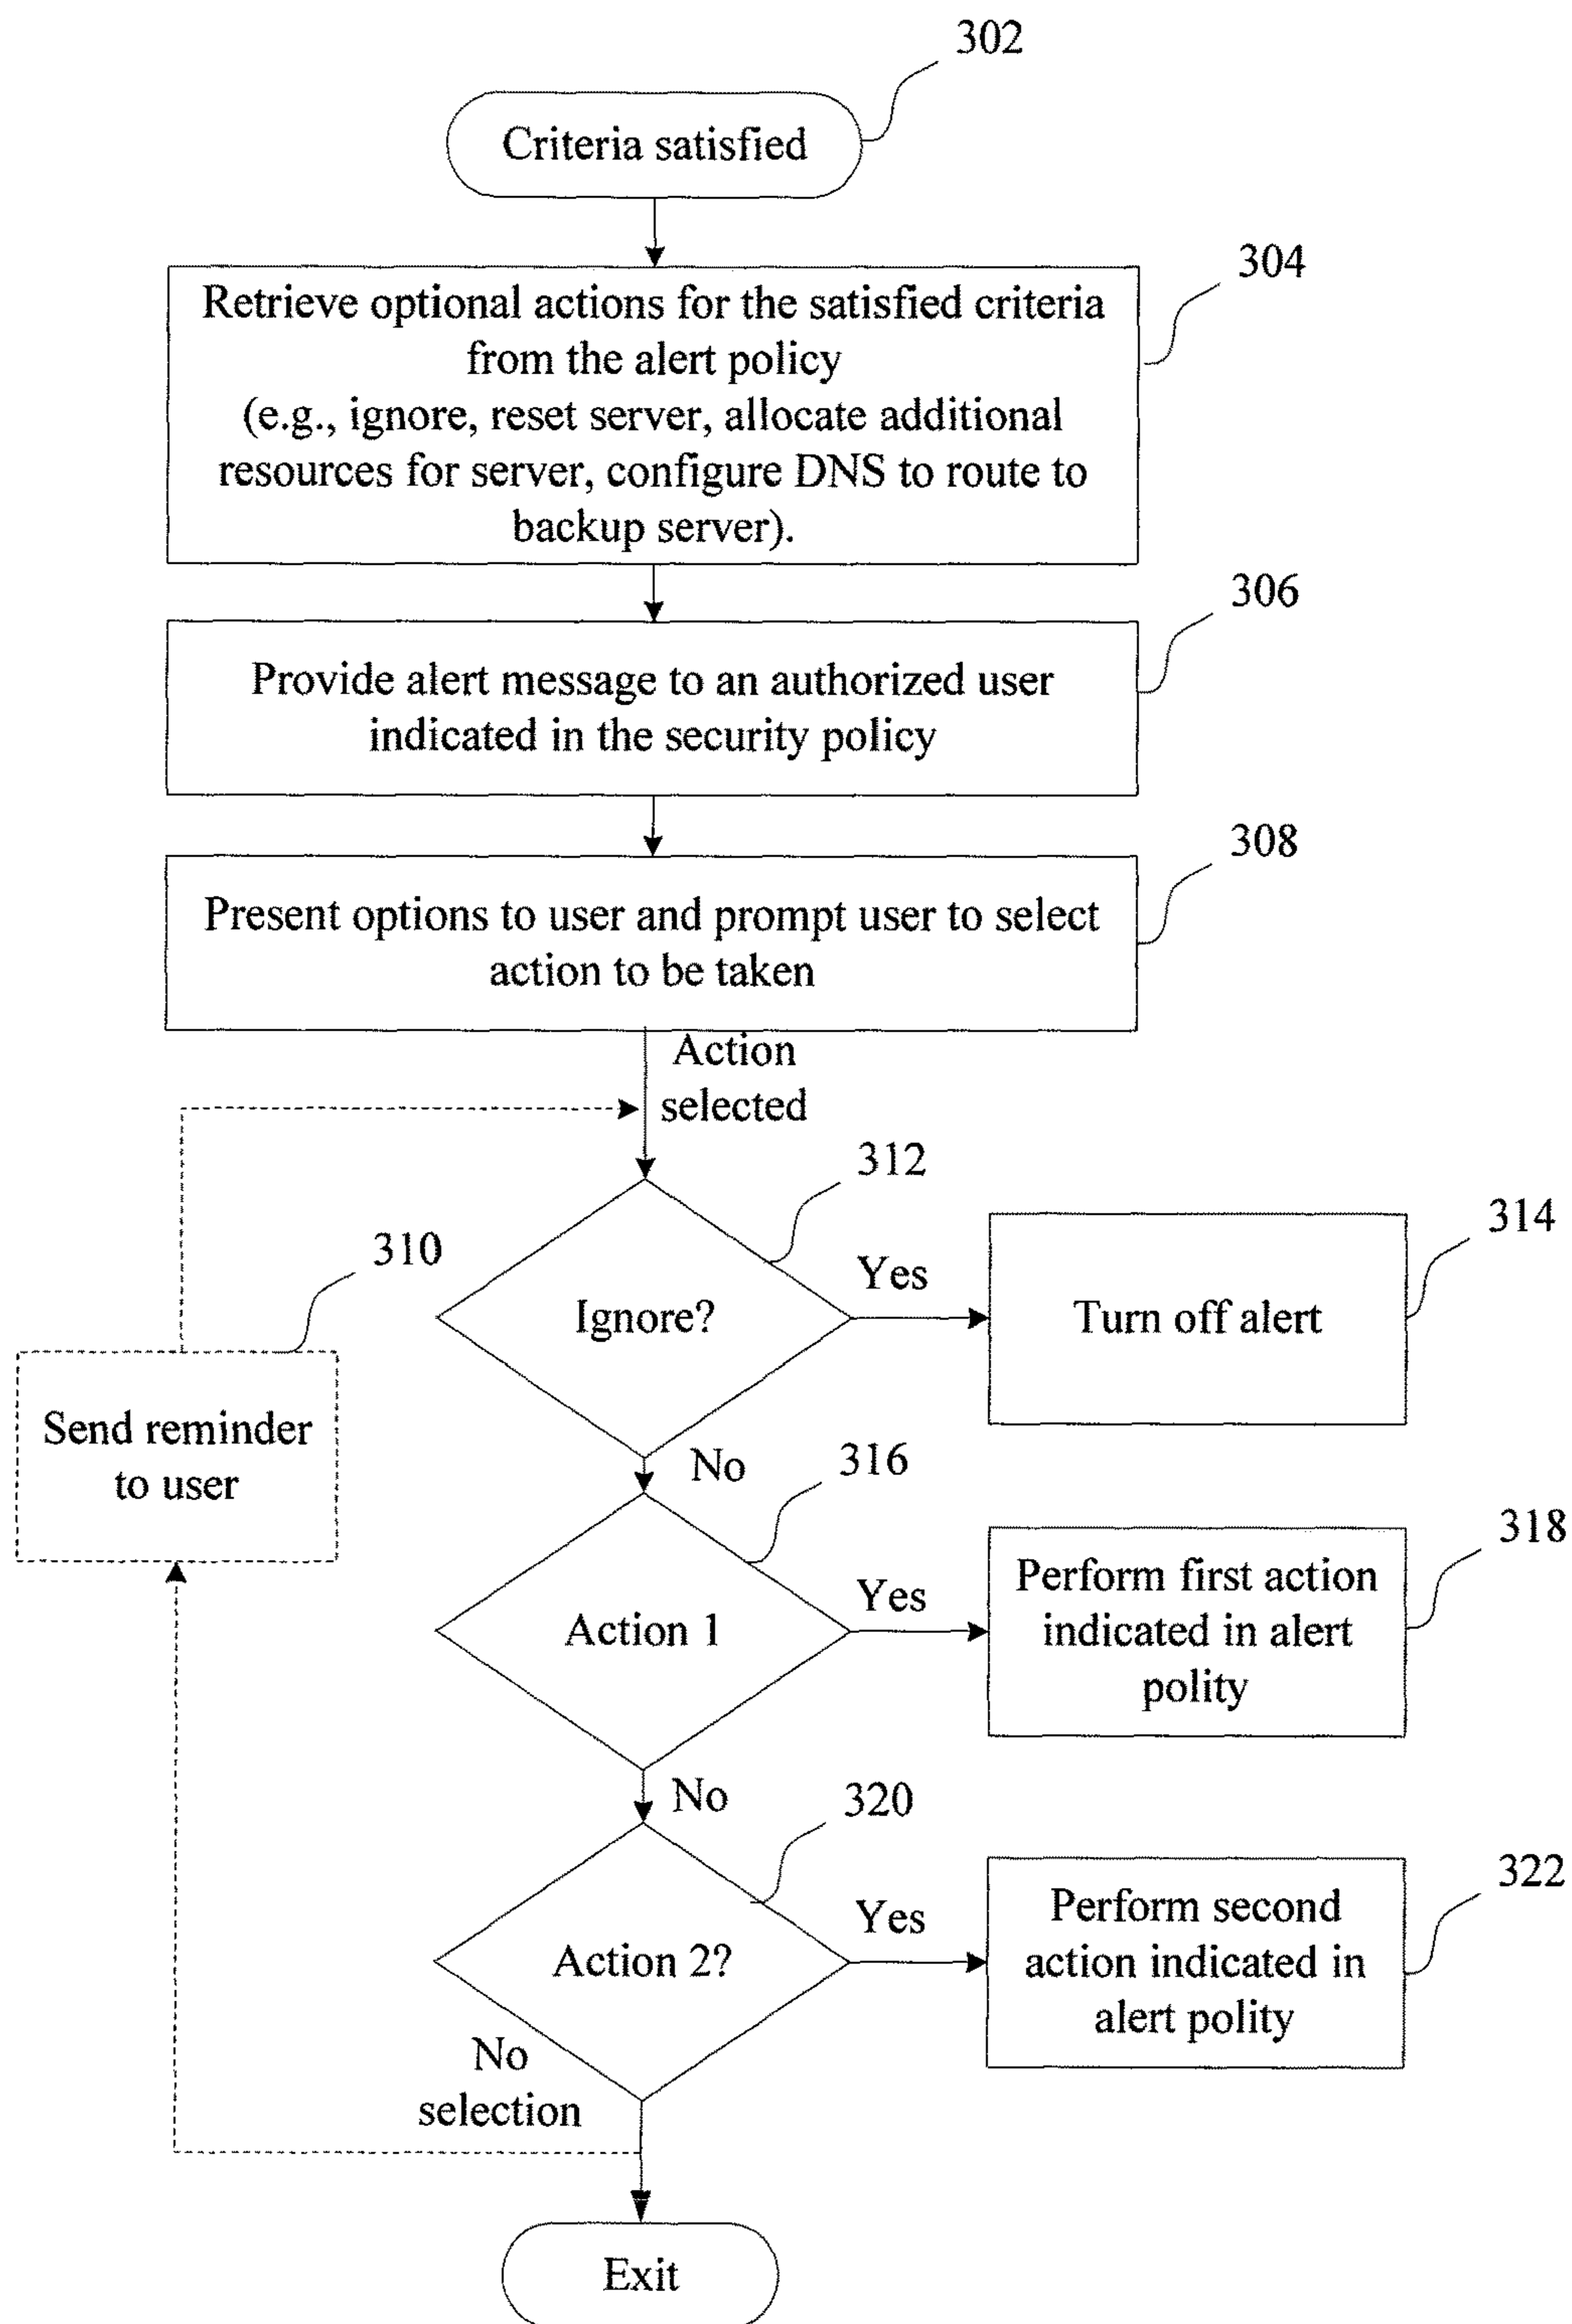 302
Criteria satisfied
304
Retrieve optional actions for the satisfied criteria
from the alert policy
(e.g., ignore, reset server, allocate additional
resources for server, configure DNS to route to
backup server).
306
Provide alert message to an authorized user
indicated in the security policy
308
Present options to user and prompt user to select
action to be taken
Action
selected
312
Ignore?
Yes
314
Turn off alert
310
Send reminder
to user
No
316
Action 1
Yes
318
Perform first action
indicated in alert
polity
No
320
Action 2?
Yes
322
Perform second
action indicated in
alert polity
No
selection
Exit